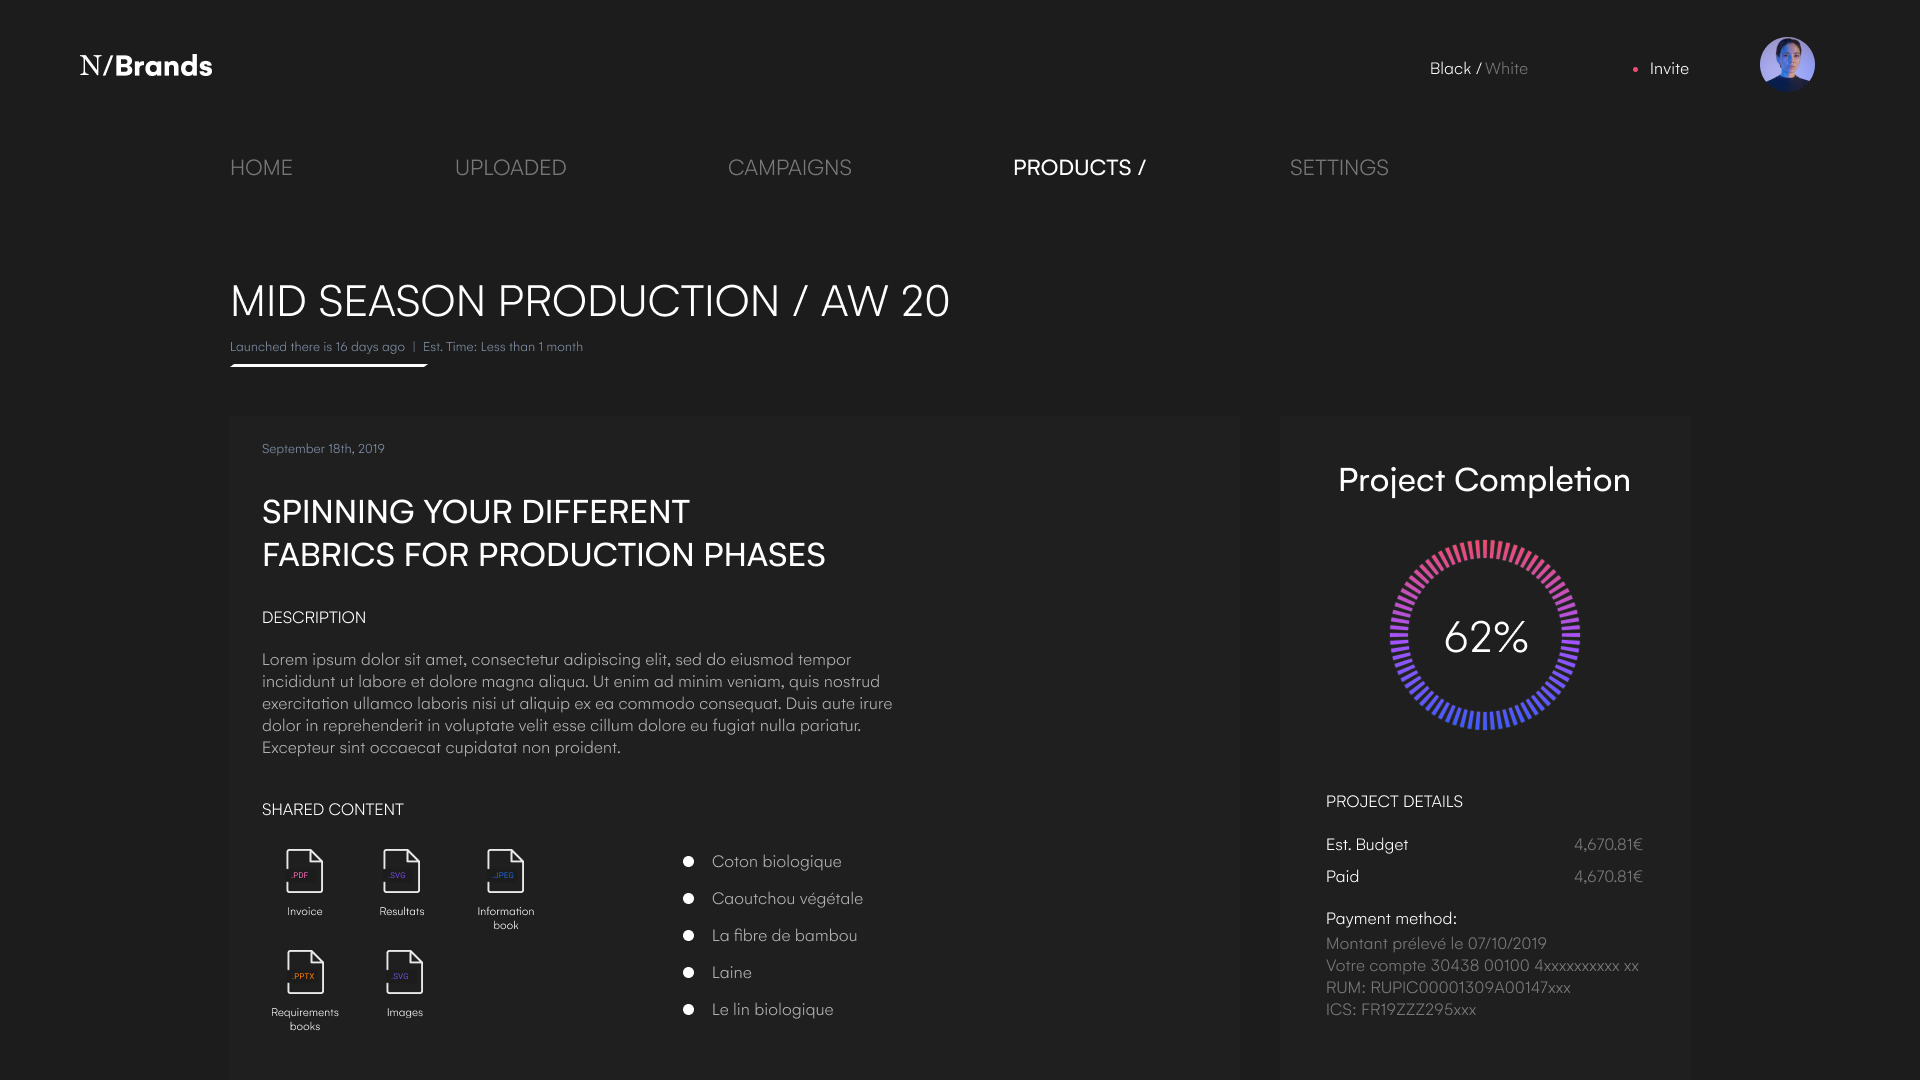 N/Brands
Black / White
Invite
HOME
UPLOADED
CAMPAIGNS
PRODUCTS /
SETTINGS
MID SEASON PRODUCTION / AW 20
Launched there is 16 days ago | Est. Time: Less than 1 month
September 18th, 2019
SPINNING YOUR DIFFERENT
FABRICS FOR PRODUCTION PHASES
DESCRIPTION
Lorem ipsum dolor sit amet, consectetur adipiscing elit, sed do eiusmod tempor
incididunt ut labore et dolore magna aliqua. Ut enim ad minim veniam, quis nostrud
exercitation ullamco laboris nisi ut aliquip ex ea commodo consequat. Duis aute irure
dolor in reprehenderit in voluptate velit esse cillum dolore eu fugiat nulla pariatur.
Excepteur sint occaecat cupidatat non proident.
SHARED CONTENT
.PDF
Invoice
.SVG
Resultats
.JPEG
Information
book
.PPTX
Requirements
books
.SVG
Images
Coton biologique
Caoutchou végétale
La fibre de bambou
Laine
Le lin biologique
Project Completion
62%
PROJECT DETAILS
Est. Budget 4,670.81€
Paid 4,670.81€
Payment method:
Montant prélevé le 07/10/2019
Votre compte 30438 00100 4xxxxxxxxxx xx
RUM: RUPIC00001309A00147xxx
ICS: FR19ZZZ295xxx